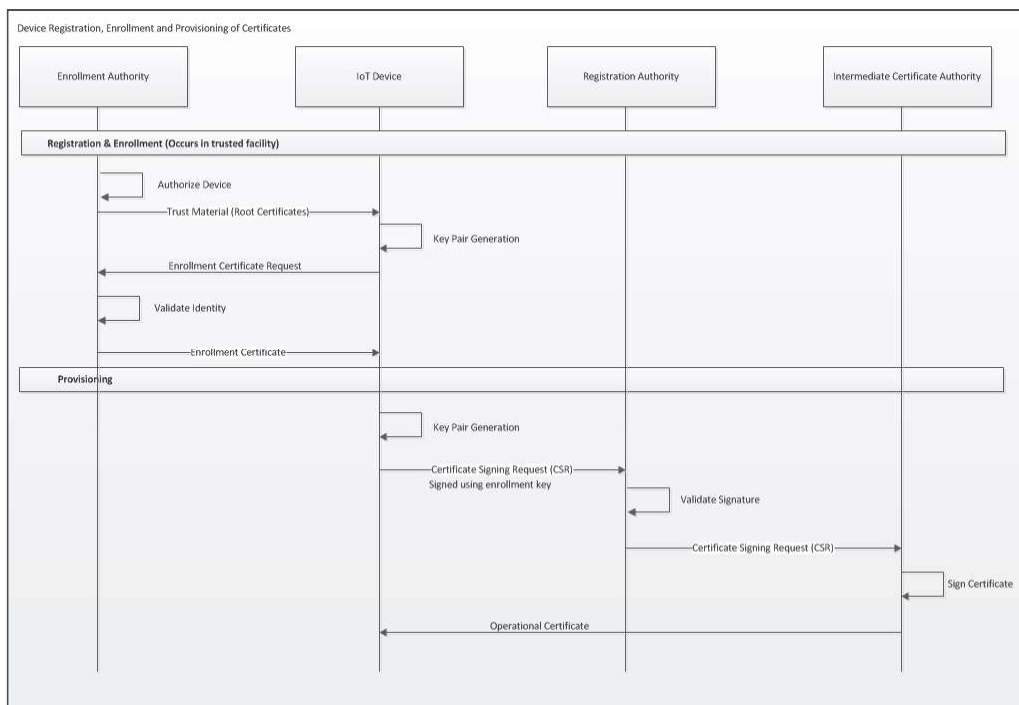 Device Registration, Enrollment and Provisioning of Certificates
Enrollment Authority
IoT Device
Registration Authority
Intermediate Certificate Authority
Registration & Enrollment (Occurs in trusted facility)
Authorize Device
Trust Material (Root Certificates)
Key Pair Generation
Enrollment Certificate Request
Validate Identity
Enrollment Certificate
Provisioning
Key Pair Generation
Certificate Signing Request (CSR)
Signed using enrollment key
Validate Signature
Certificate Signing Request (CSR)
Sign Certificate
Operational Certificate